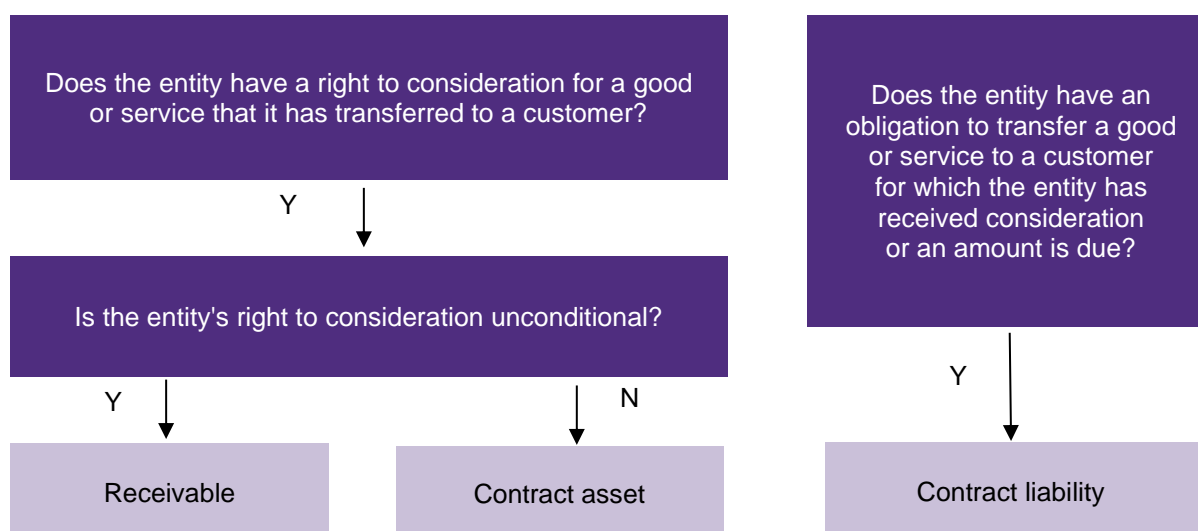 Does the entity have a right to consideration for a good
or service that it has transferred to a customer?
Y
Is the entity's right to consideration unconditional?
Y
N
Receivable
Contract asset
Does the entity have an
obligation to transfer a good
or service to a customer
for which the entity has
received consideration
or an amount is due?
Y
Contract liability